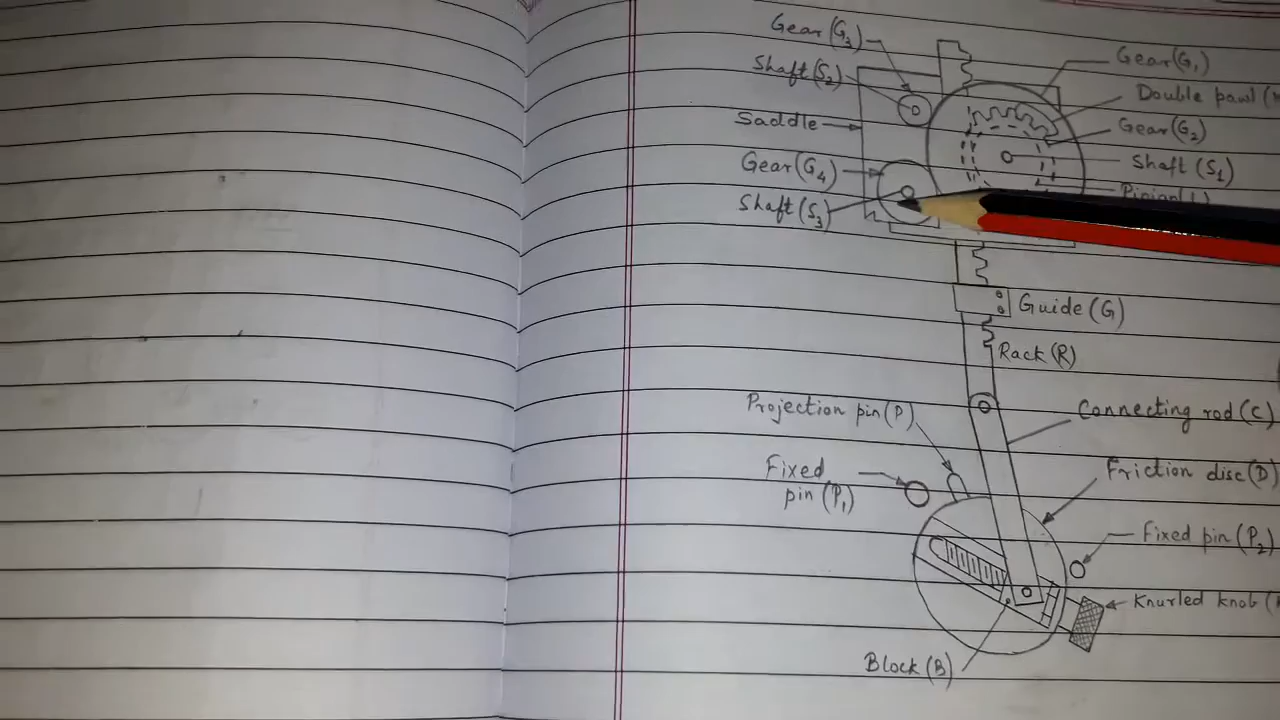 Gear(G3)
Shaft(S2)
Saddle
Gear(G4)
Shaft(S3)
Gear(G1)
Double pawl
Gear(G2)
Shaft (S1)
Guide(G)
Rack(R)
Projection pin(P)
Connecting rod(C)
Fixed
pin(P1)
Friction disc(D)
Fixed pin(P2)
Knurled knob
Block(B)